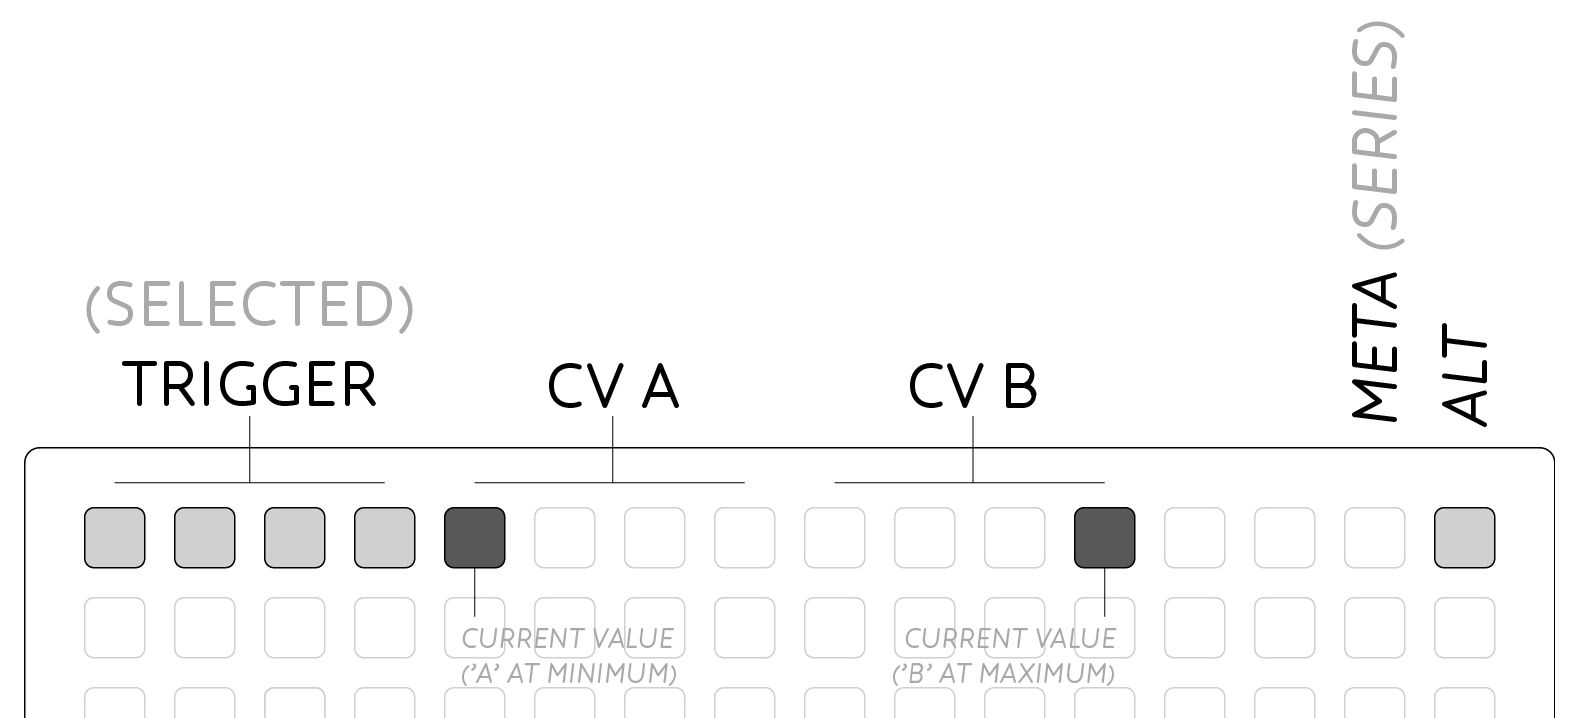 META (SERIES)
ALT
(SELECTED)
TRIGGER
CV A
CV B
CURRENT VALUE
('A' AT MINIMUM)
CURRENT VALUE
('B' AT MAXIMUM)